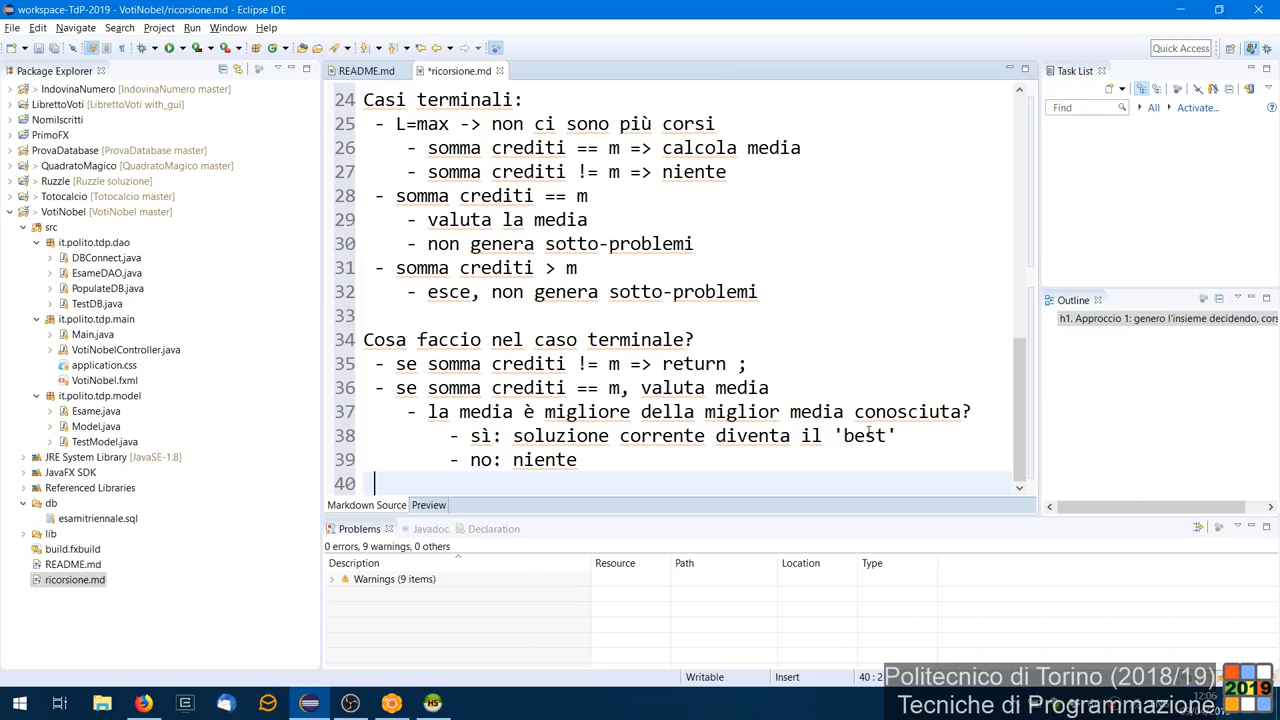 workspace-TdP-2019 - VotiNobel/ricorsione.md - Eclipse IDE
File Edit Navigate Search Project Run Window Help
Quick Access
Package Explorer
README.md
*ricorsione.md
Task List
> IndovinaNumero [IndovinaNumero master]
> LibrettoVoti [LibrettoVoti with_gui]
NomiIscritti
PrimoFX
ProvaDatabase [ProvaDatabase master]
> QuadratoMagico [QuadratoMagico master]
> Ruzzle [Ruzzle soluzione]
> Totocalcio [Totocalcio master]
> VotiNobel [VotiNobel master]
src
it.polito.tdp.dao
DBConnect.java
EsameDAO.java
PopulateDB.java
TestDB.java
it.polito.tdp.main
Main.java
VotiNobelController.java
application.css
VotiNobel.fxml
it.polito.tdp.model
Esame.java
Model.java
TestModel.java
JRE System Library [JavaSE-1.8]
JavaFX SDK
Referenced Libraries
db
esamitriennale.sql
lib
build.fxbuild
README.md
ricorsione.md
24 Casi terminali:
25 - L=max -> non ci sono più corsi
26 - somma crediti == m => calcola media
27 - somma crediti != m => niente
28 - somma crediti == m
29 - valuta la media
30 - non genera sotto-problemi
31 - somma crediti > m
32 - esce, non genera sotto-problemi
33
34 Cosa faccio nel caso terminale?
35 - se somma crediti != m => return ;
36 - se somma crediti == m, valuta media
37 - la media è migliore della miglior media conosciuta?
38 - sì: soluzione corrente diventa il 'best'
39 - no: niente
40
Markdown Source Preview
Find
All
Activate...
Outline
h1. Approccio 1: genero l'insieme decidendo, cors
Problems Javadoc Declaration
0 errors, 9 warnings, 0 others
Description Resource Path Location Type
Warnings (9 items)
Writable Insert 40 : 2
Politecnico di Torino (2018/19)
Tecniche di Programmazione
2019
12:06